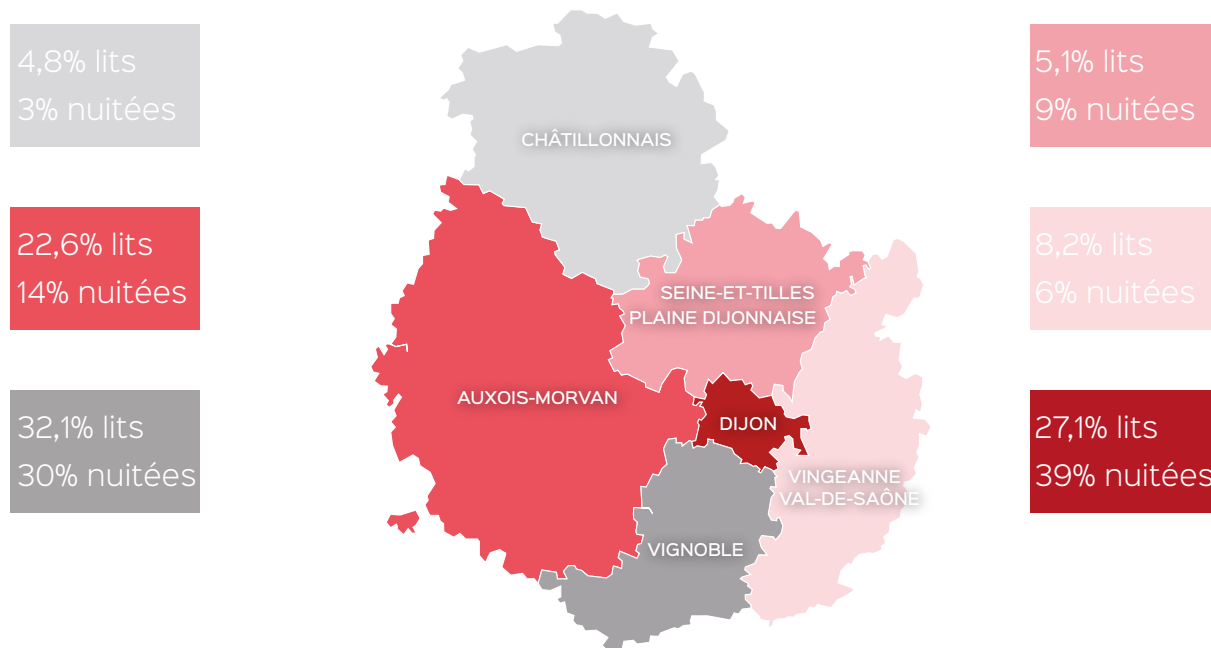 4,8% lits
3% nuitées
22,6% lits
14% nuitées
32,1% lits
30% nuitées
CHÂTILLONNAIS
SEINE-ET-TILLES
PLAINE DIJONNAISE
AUXOIS-MORVAN
DIJON
VINGEANNE
VAL-DE-SAÔNE
VIGNOBLE
5,1% lits
9% nuitées
8,2% lits
6% nuitées
27,1% lits
39% nuitées